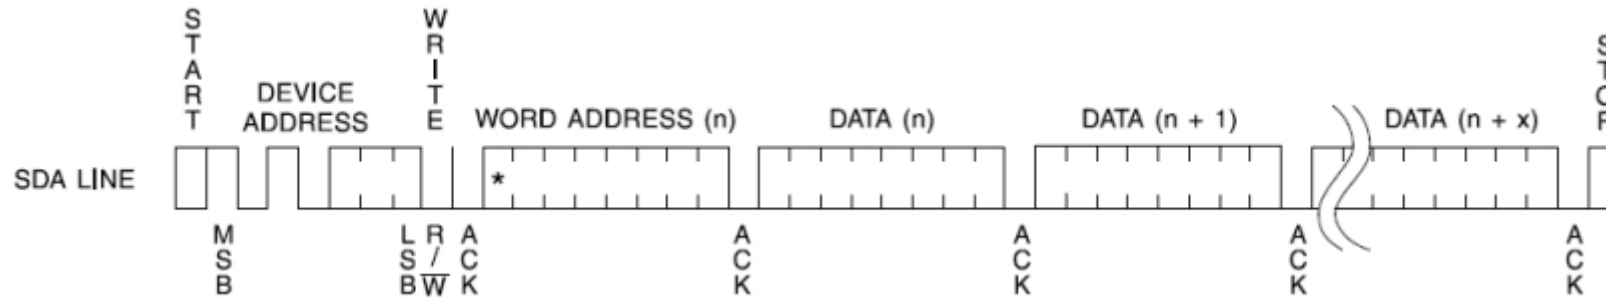 START
WRITE
DEVICE
ADDRESS
WORD ADDRESS (n)
DATA (n)
DATA (n + 1)
DATA (n + x)
SDA LINE
*
MSB
LSB
R/W
ACK
ACK
ACK
ACK
ACK